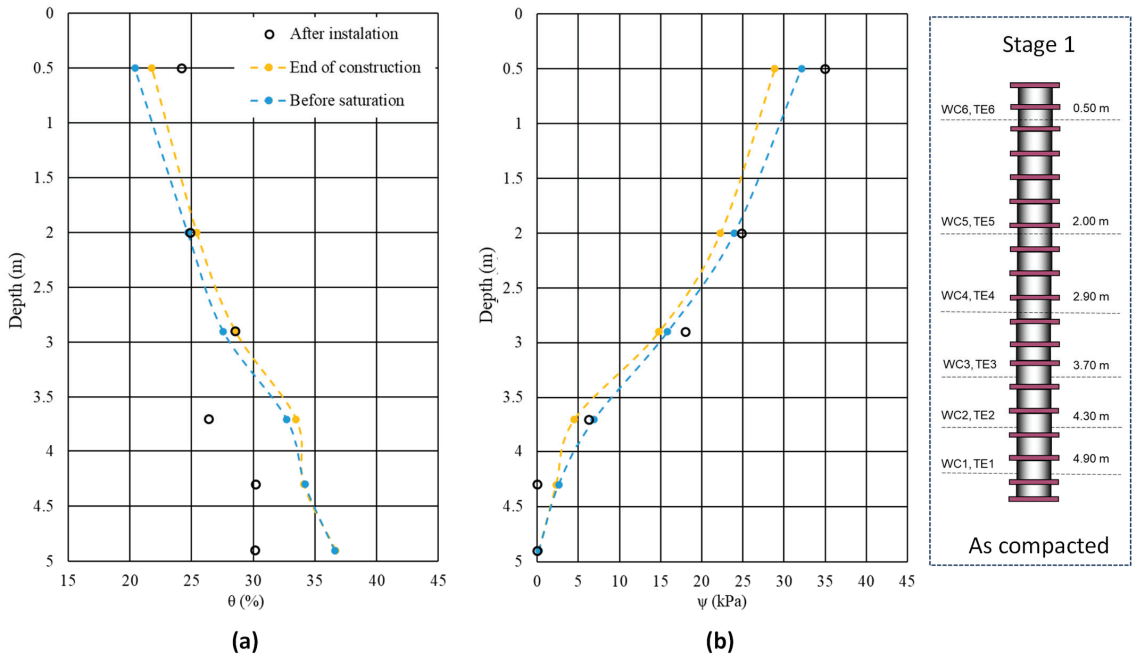 0
0.5
1
1.5
2
2.5
3
3.5
4
4.5
5
Depth (m)
After instalation
End of construction
Before saturation
15 20 25 30 35 40 45
θ (%)
(a)
0
0.5
1
1.5
2
2.5
3
3.5
4
4.5
5
Depth (m)
0 5 10 15 20 25 30 35 40 45
ψ (kPa)
(b)
Stage 1
WC6, TE6 0.50 m
WC5, TE5 2.00 m
WC4, TE4 2.90 m
WC3, TE3 3.70 m
WC2, TE2 4.30 m
WC1, TE1 4.90 m
As compacted